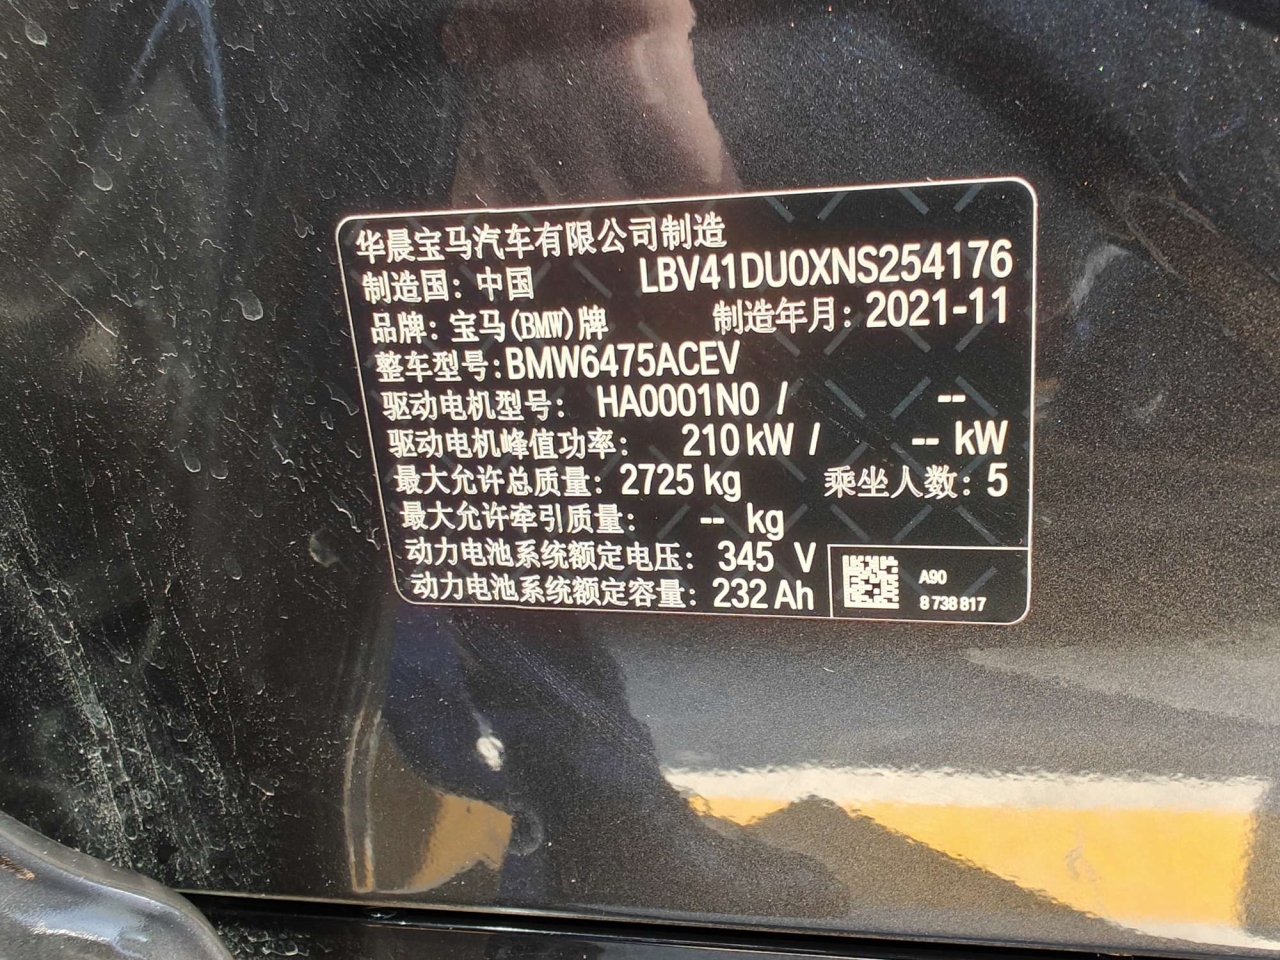 华晨宝马汽车有限公司制造
制造国：中国 LBV41DU0XNS254176
品牌：宝马(BMW)牌 制造年月：2021-11
整车型号：BMW6475ACEV
驱动电机型号： HA0001N0 / --
驱动电机峰值功率： 210 kW / -- kW
最大允许总质量：2725 kg 乘坐人数：5
最大允许牵引质量： -- kg
动力电池系统额定电压： 345 V
动力电池系统额定容量： 232 Ah
A90
8 738 817